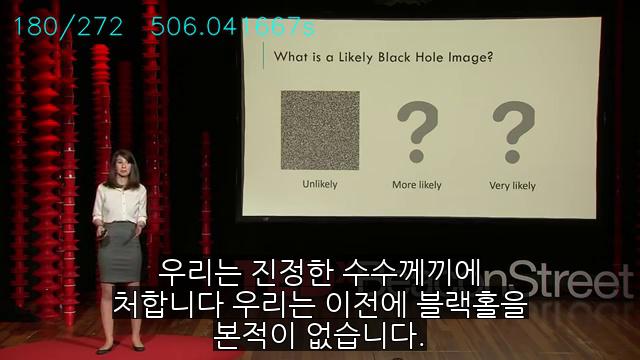 180/272 506.041667s
What is a Likely Black Hole Image?
Unlikely
More likely
Very likely
우리는 진정한 수수께끼에
처합니다 우리는 이전에 블랙홀을
본적이 없습니다.
Street